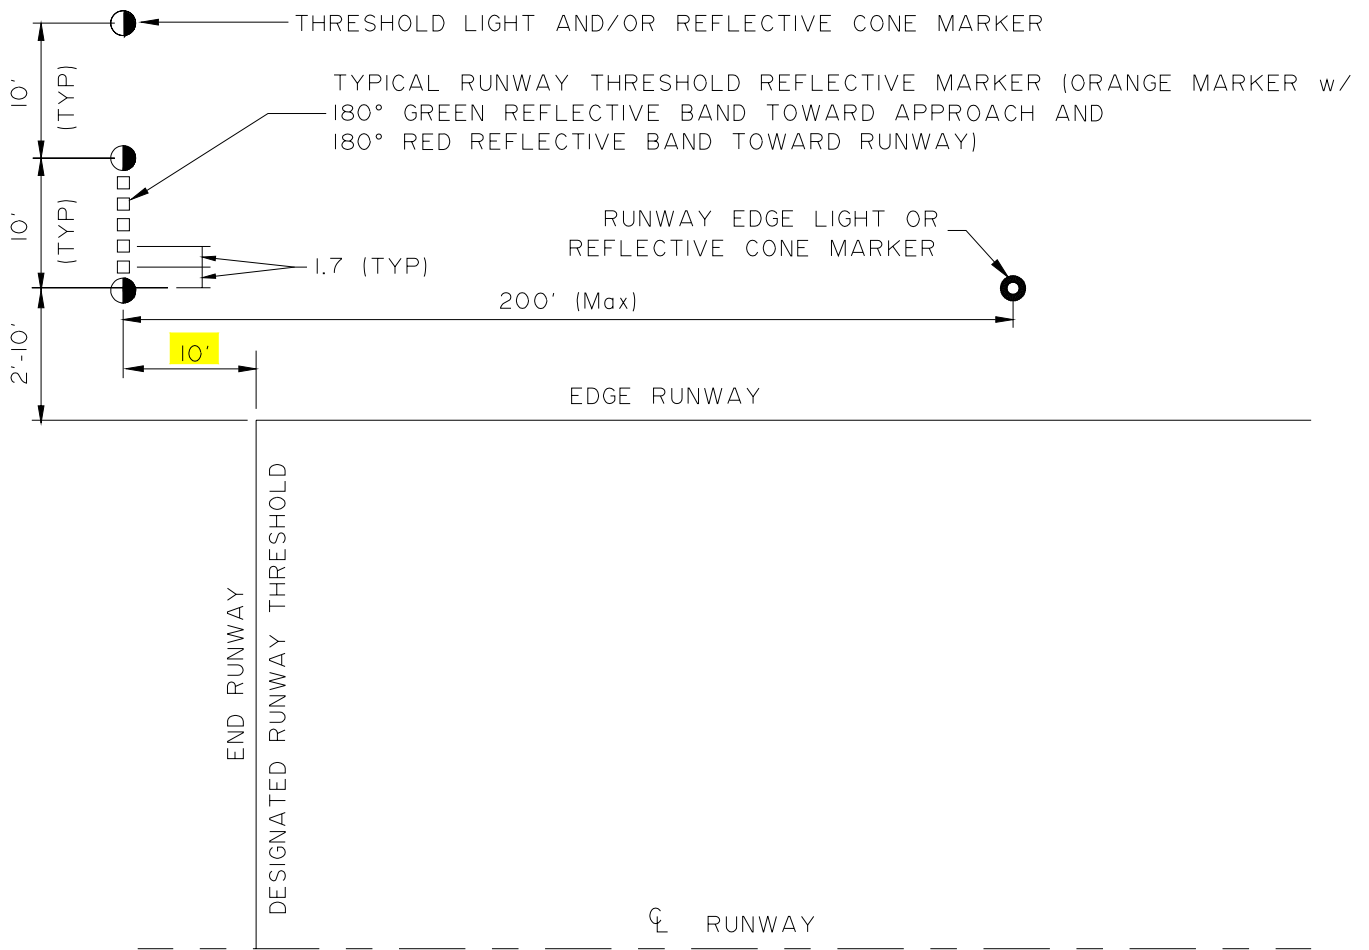 THRESHOLD LIGHT AND/OR REFLECTIVE CONE MARKER
10'
(TYP)
TYPICAL RUNWAY THRESHOLD REFLECTIVE MARKER (ORANGE MARKER w/
180° GREEN REFLECTIVE BAND TOWARD APPROACH AND
180° RED REFLECTIVE BAND TOWARD RUNWAY)
10'
(TYP)
RUNWAY EDGE LIGHT OR
REFLECTIVE CONE MARKER
1.7 (TYP)
200' (Max)
2'-10'
10'
EDGE RUNWAY
END RUNWAY
DESIGNATED RUNWAY THRESHOLD
℄ RUNWAY